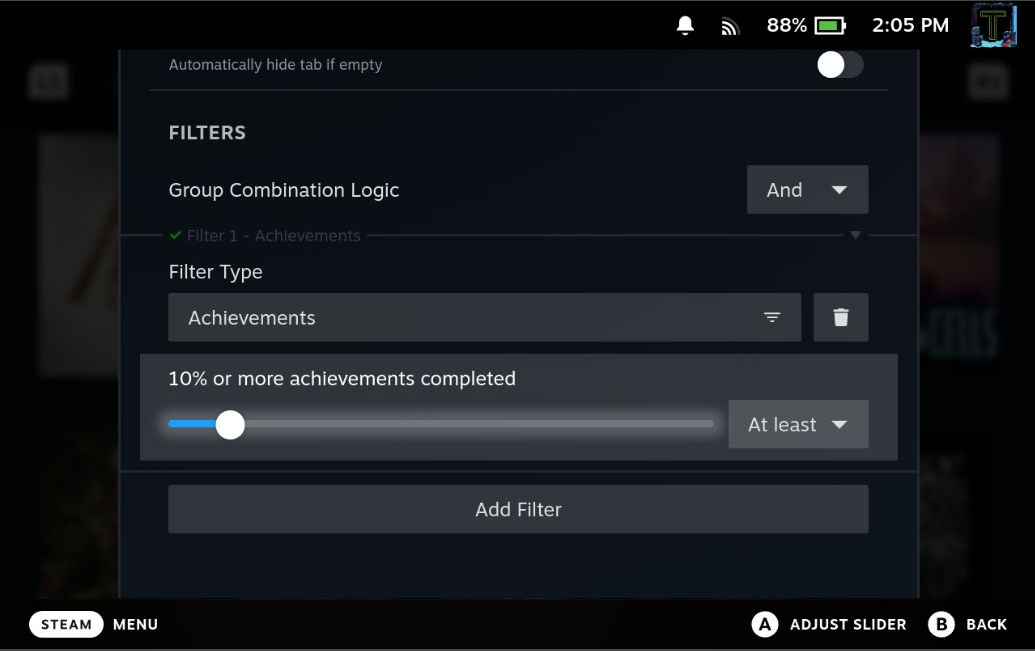 88% 2:05 PM
Automatically hide tab if empty
FILTERS
Group Combination Logic And
Filter 1 - Achievements
Filter Type
Achievements
10% or more achievements completed
At least
Add Filter
STEAM MENU A ADJUST SLIDER B BACK